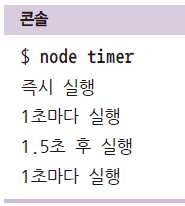 콘솔
$ node timer
즉시 실행
1초마다 실행
1.5초 후 실행
1초마다 실행